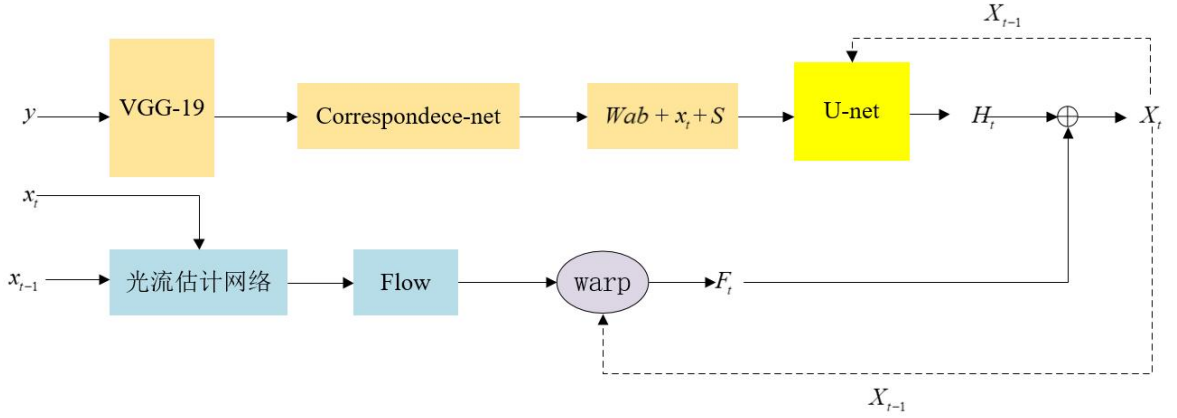 X_{t-1}
y
VGG-19
Correspondece-net
Wab + x_t + S
U-net
H_t
X_t
x_t
x_{t-1}
光流估计网络
Flow
warp
F_t
X_{t-1}